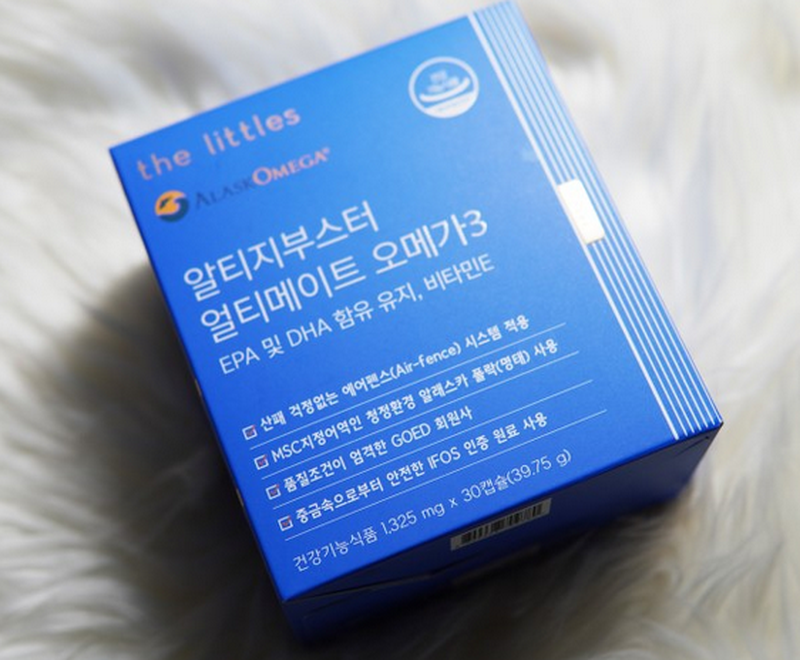 the littles
ALASKOMEGA®
알티지부스터
얼티메이트 오메가3
EPA 및 DHA 함유 유지, 비타민E
산패 걱정없는 에어펜스(Air-fence) 시스템 적용
MSC지정어역인 청정환경 알래스카 폴락(명태) 사용
품질조건이 엄격한 GOED 회원사
중금속으로부터 안전한 IFOS 인증 원료 사용
건강기능식품 1,325 mg x 30캡슐(39.75 g)